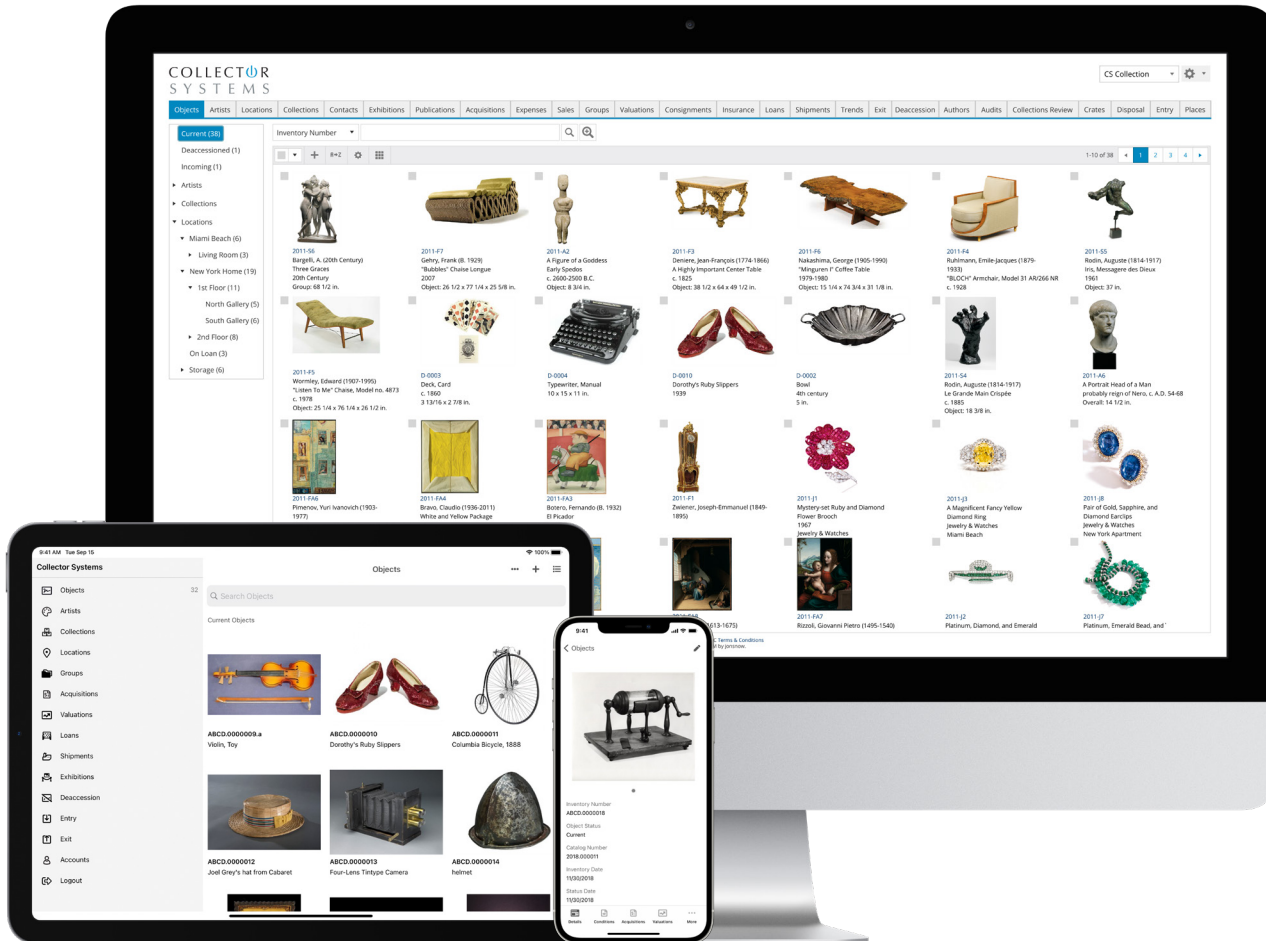 COLLECTOR
SYSTEMS
CS Collection
Objects Artists Locations Collections Contacts Exhibitions Publications Acquisitions Expenses Sales Groups Valuations Consignments Insurance Loans Shipments Trends Exit Deaccession Authors Audits Collections Review Crates Disposal Entry Places
Current (38)
Deaccessioned (1)
Incoming (1)
Artists
Collections
Locations
Miami Beach (6)
Living Room (3)
New York Home (19)
1st Floor (11)
North Gallery (5)
South Gallery (6)
2nd Floor (8)
On Loan (3)
Storage (6)
Inventory Number
1-10 of 38 1 2 3 4
2011-S6
Bargelli, A. (20th Century)
Three Graces
20th Century
Group: 68 1/2 in.
2011-F7
Gehry, Frank (B. 1929)
"Bubbles" Chaise Longue
2007
Object: 26 1/2 x 77 1/4 x 25 5/8 in.
2011-A2
A Figure of a Goddess
Early Spedos
c. 2600-2500 B.C.
Object: 8 3/4 in.
2011-F3
Deniere, Jean-François (1774-1866)
A Highly Important Center Table
c. 1825
Object: 38 1/2 x 64 x 49 1/2 in.
2011-F6
Nakashima, George (1905-1990)
"Minguren I" Coffee Table
1979-1980
Object: 15 1/4 x 74 3/4 x 31 1/8 in.
2011-F4
Ruhlmann, Emile-Jacques (1879-
1933)
"BLOCH" Armchair, Model 31 AR/266 NR
c. 1928
2011-S5
Rodin, Auguste (1814-1917)
Iris, Messagere des Dieux
1961
Object: 37 in.
2011-F5
Wormley, Edward (1907-1995)
"Listen To Me" Chaise, Model no. 4873
c. 1978
Object: 25 1/4 x 76 1/4 x 26 1/2 in.
D-0003
Deck, Card
c. 1860
3 13/16 x 2 7/8 in.
D-0004
Typewriter, Manual
10 x 15 x 11 in.
D-0010
Dorothy's Ruby Slippers
1939
D-0002
Bowl
4th century
5 in.
2011-S4
Rodin, Auguste (1814-1917)
Le Grande Main Crispée
c. 1885
Object: 18 3/8 in.
2011-A6
A Portrait Head of a Man
probably reign of Nero, c. A.D. 54-68
Overall: 14 1/2 in.
2011-FA6
Pimenov, Yuri Ivanovich (1903-
1977)
2011-FA4
Bravo, Claudio (1936-2011)
White and Yellow Package
2011-FA3
Botero, Fernando (B. 1932)
El Picador
2011-F1
Zwiener, Joseph-Emmanuel (1849-
1895)
2011-J1
Mystery-set Ruby and Diamond
Flower Brooch
1967
Jewelry & Watches
2011-J3
A Magnificent Fancy Yellow
Diamond Ring
Jewelry & Watches
Miami Beach
2011-J8
Pair of Gold, Sapphire, and
Diamond Earclips
Jewelry & Watches
New York Apartment
613-1675)
2011-FA7
Rizzoli, Giovanni Pietro (1495-1540)
2011-J2
Platinum, Diamond, and Emerald
2011-J7
Platinum, Emerald Bead, and
C Terms & Conditions
d by jonsnow.
9:41 AM Tue Sep 15
100%
Collector Systems
Objects 32
Artists
Collections
Locations
Groups
Acquisitions
Valuations
Loans
Shipments
Exhibitions
Deaccession
Entry
Exit
Accounts
Logout
Objects
Search Objects
Current Objects
ABCD.0000009.a
Violin, Toy
ABCD.0000010
Dorothy's Ruby Slippers
ABCD.0000011
Columbia Bicycle, 1888
ABCD.0000012
Joel Grey's hat from Cabaret
ABCD.0000013
Four-Lens Tintype Camera
ABCD.0000014
helmet
9:41
Objects
Inventory Number
ABCD.0000018
Object Status
Current
Catalog Number
2018.000011
Inventory Date
11/30/2018
Status Date
11/30/2018
Details Conditions Acquisitions Valuations More